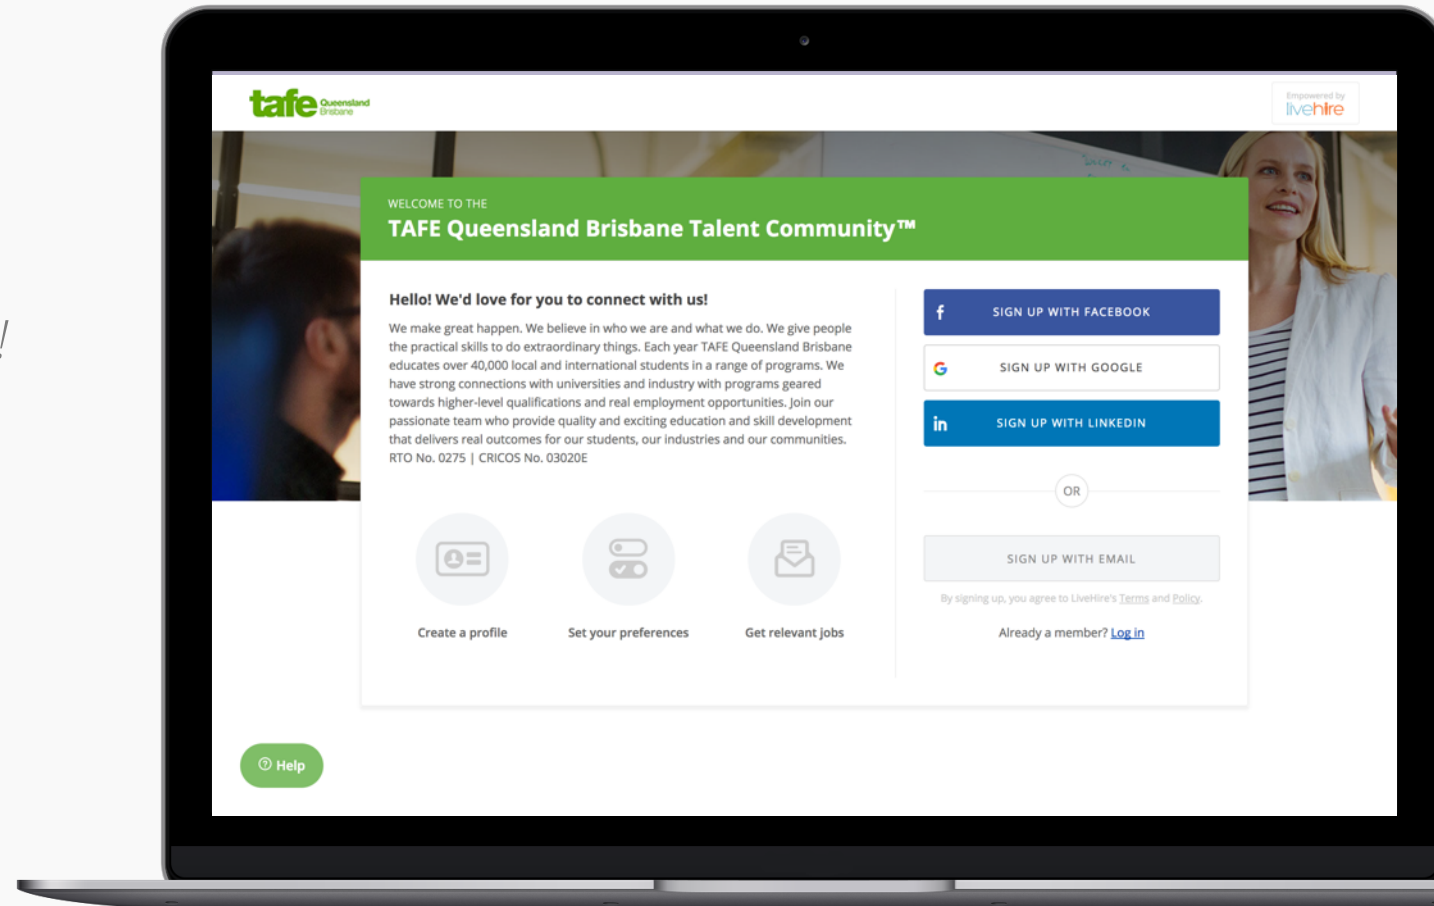 !
tafe Queensland
Brisbane
Empowered by
livehire
WELCOME TO THE
TAFE Queensland Brisbane Talent Community™
Hello! We'd love for you to connect with us!
We make great happen. We believe in who we are and what we do. We give people
the practical skills to do extraordinary things. Each year TAFE Queensland Brisbane
educates over 40,000 local and international students in a range of programs. We
have strong connections with universities and industry with programs geared
towards higher-level qualifications and real employment opportunities. Join our
passionate team who provide quality and exciting education and skill development
that delivers real outcomes for our students, our industries and our communities.
RTO No. 0275 | CRICOS No. 03020E
Create a profile
Set your preferences
Get relevant jobs
f SIGN UP WITH FACEBOOK
G SIGN UP WITH GOOGLE
in SIGN UP WITH LINKEDIN
OR
SIGN UP WITH EMAIL
By signing up, you agree to LiveHire's Terms and Policy.
Already a member? Log in
? Help